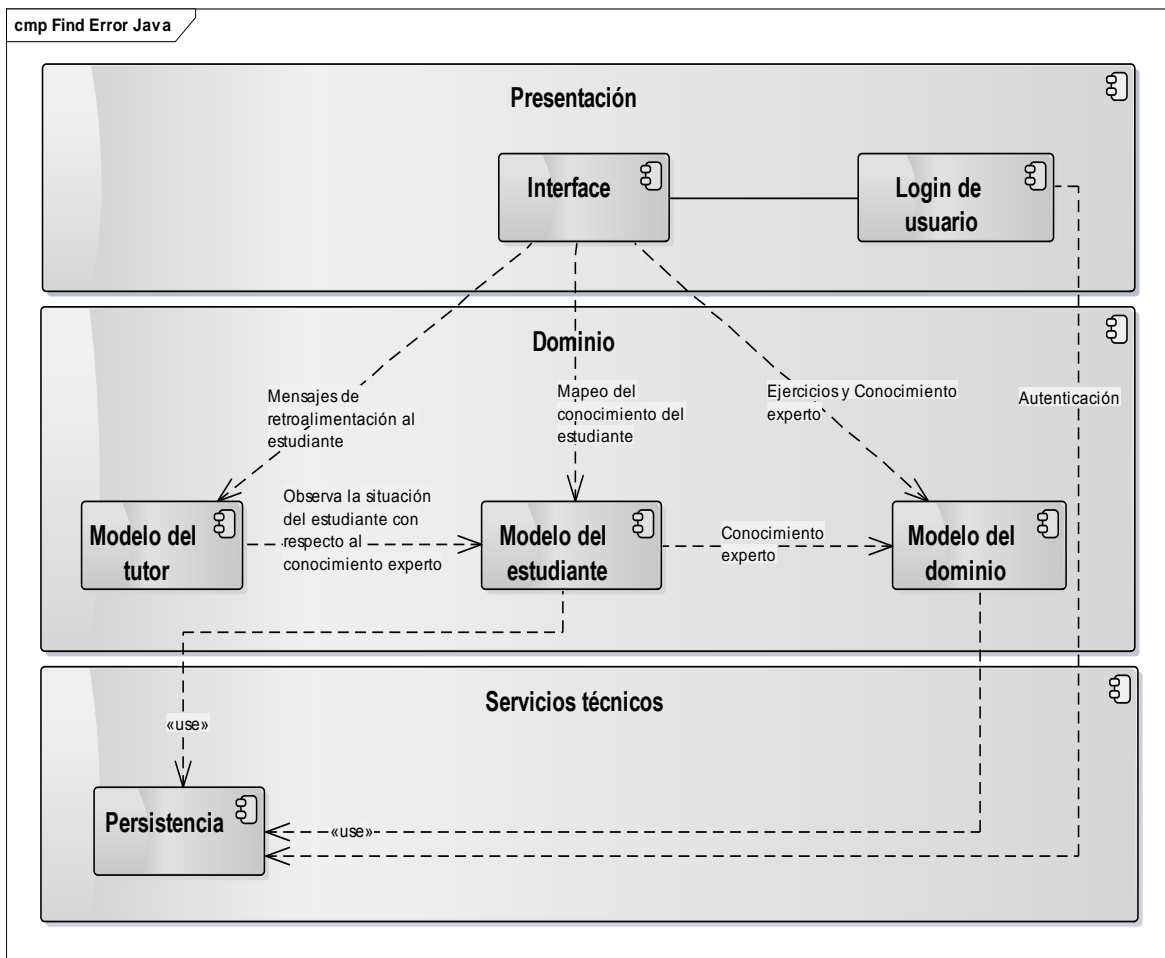 cmp Find Error Java
Presentación
Interface
Login de
usuario
Dominio
Mensajes de
retroalimentación al
estudiante
Mapeo del
conocimiento del
estudiante
Ejercicios y Conocimiento
experto
Autenticación
Modelo del
tutor
Observa la situación
del estudiante con
respecto al
conocimiento experto
Modelo del
estudiante
Conocimiento
experto
Modelo del
dominio
Servicios técnicos
«use»
Persistencia
«use»